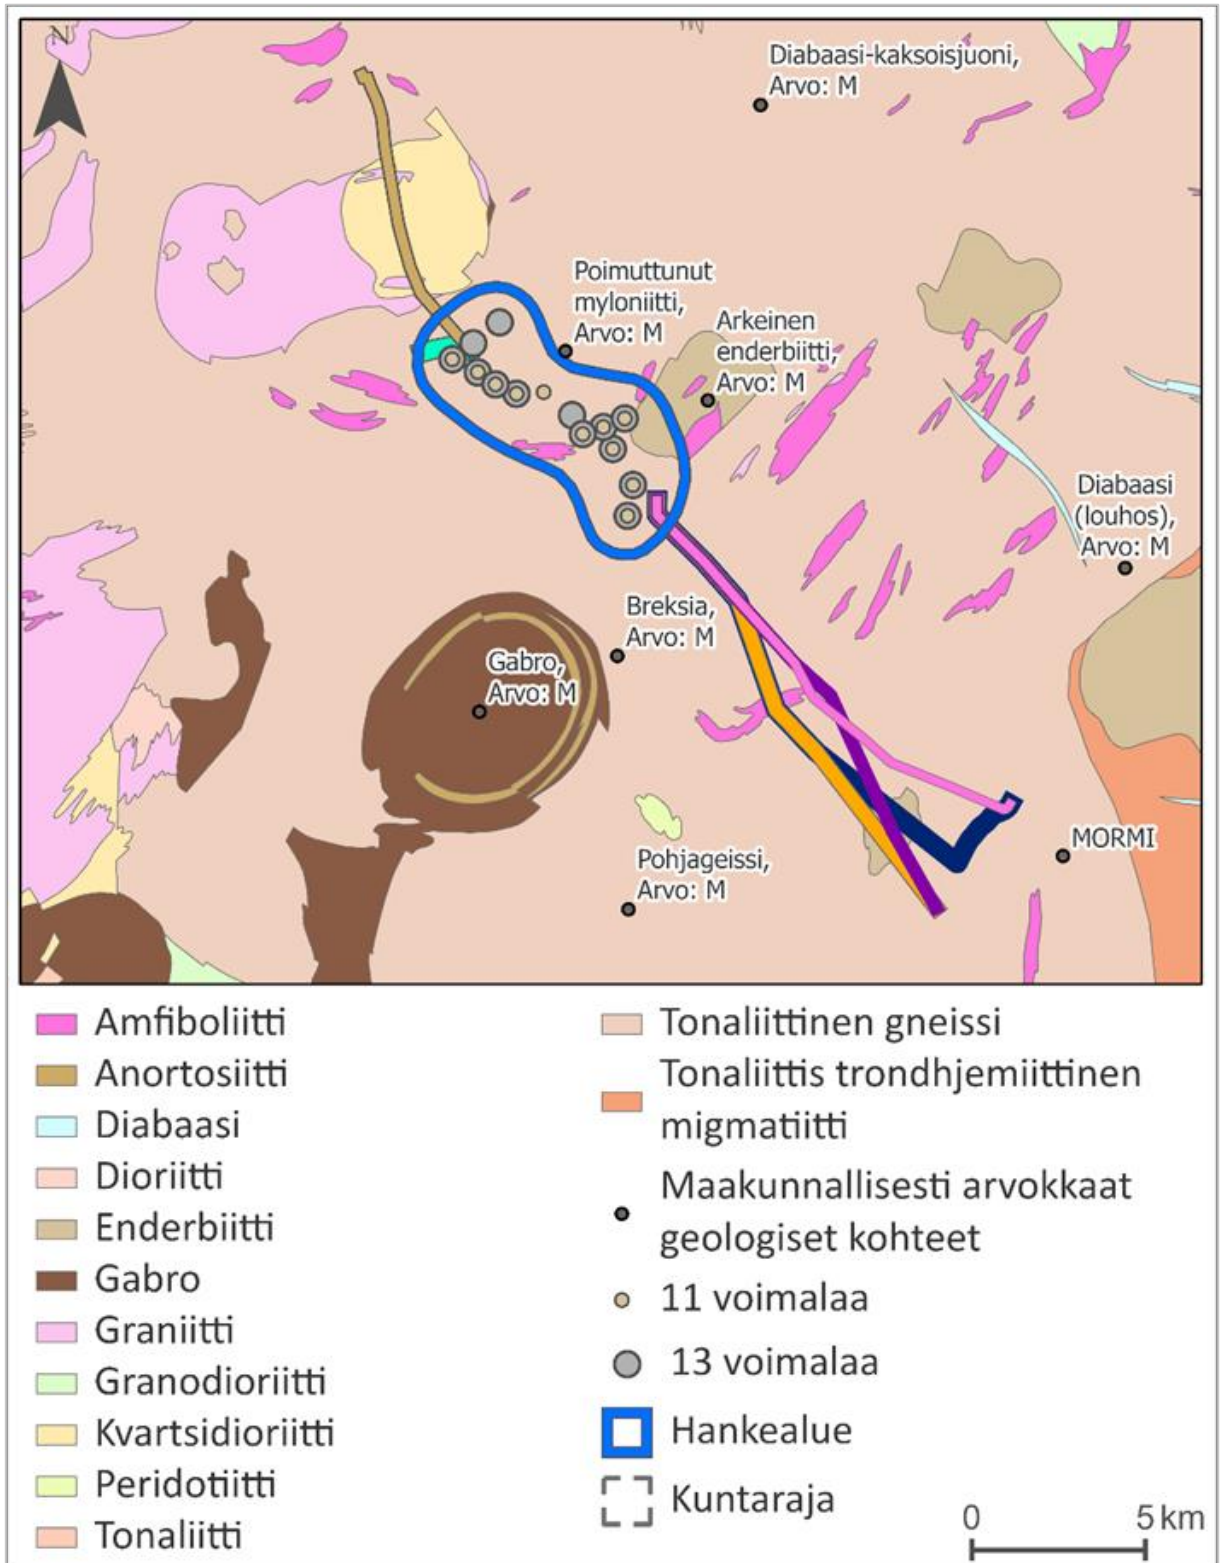 N
Diabaasi-kaksoisjuoni,
Arvo: M
Poimuttunut
myloniitti,
Arvo: M
Arkeinen
enderbiitti,
Arvo: M
Diabaasi
(louhos),
Arvo: M
Breksia,
Arvo: M
Gabro,
Arvo: M
MORMI
Pohjageissi,
Arvo: M
Amfiboliitti
Anortosiitti
Diabaasi
Dioriitti
Enderbiitti
Gabro
Graniitti
Granodioriitti
Kvartsidioriitti
Peridotiitti
Tonaliitti
Tonaliittinen gneissi
Tonaliittis trondhjemiittinen
migmatiitti
Maakunnallisesti arvokkaat
geologiset kohteet
11 voimalaa
13 voimalaa
Hankealue
Kuntaraja
0 5 km